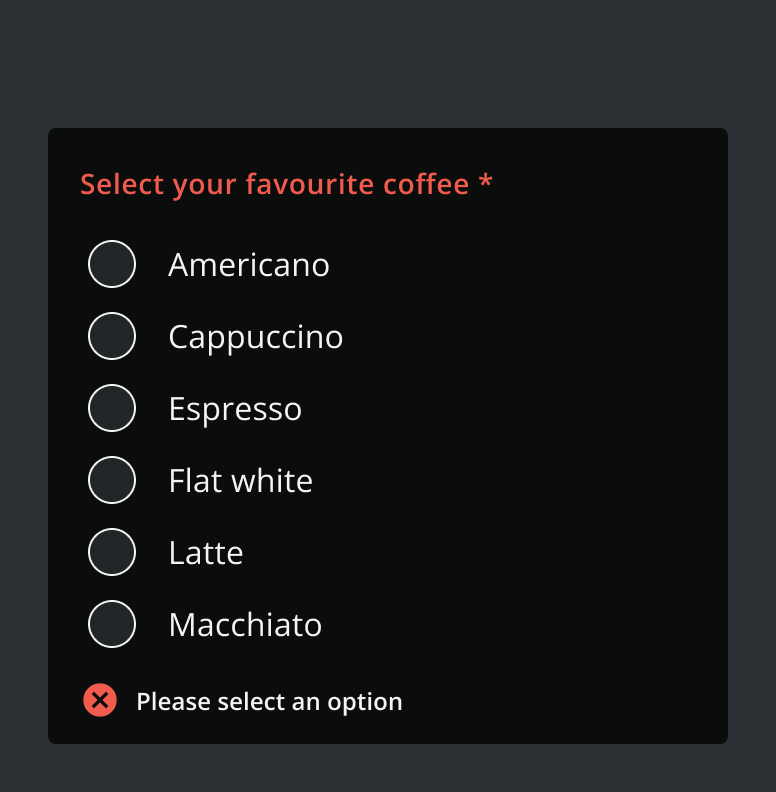 Select your favourite coffee *
Americano
Cappuccino
Espresso
Flat white
Latte
Macchiato
Please select an option